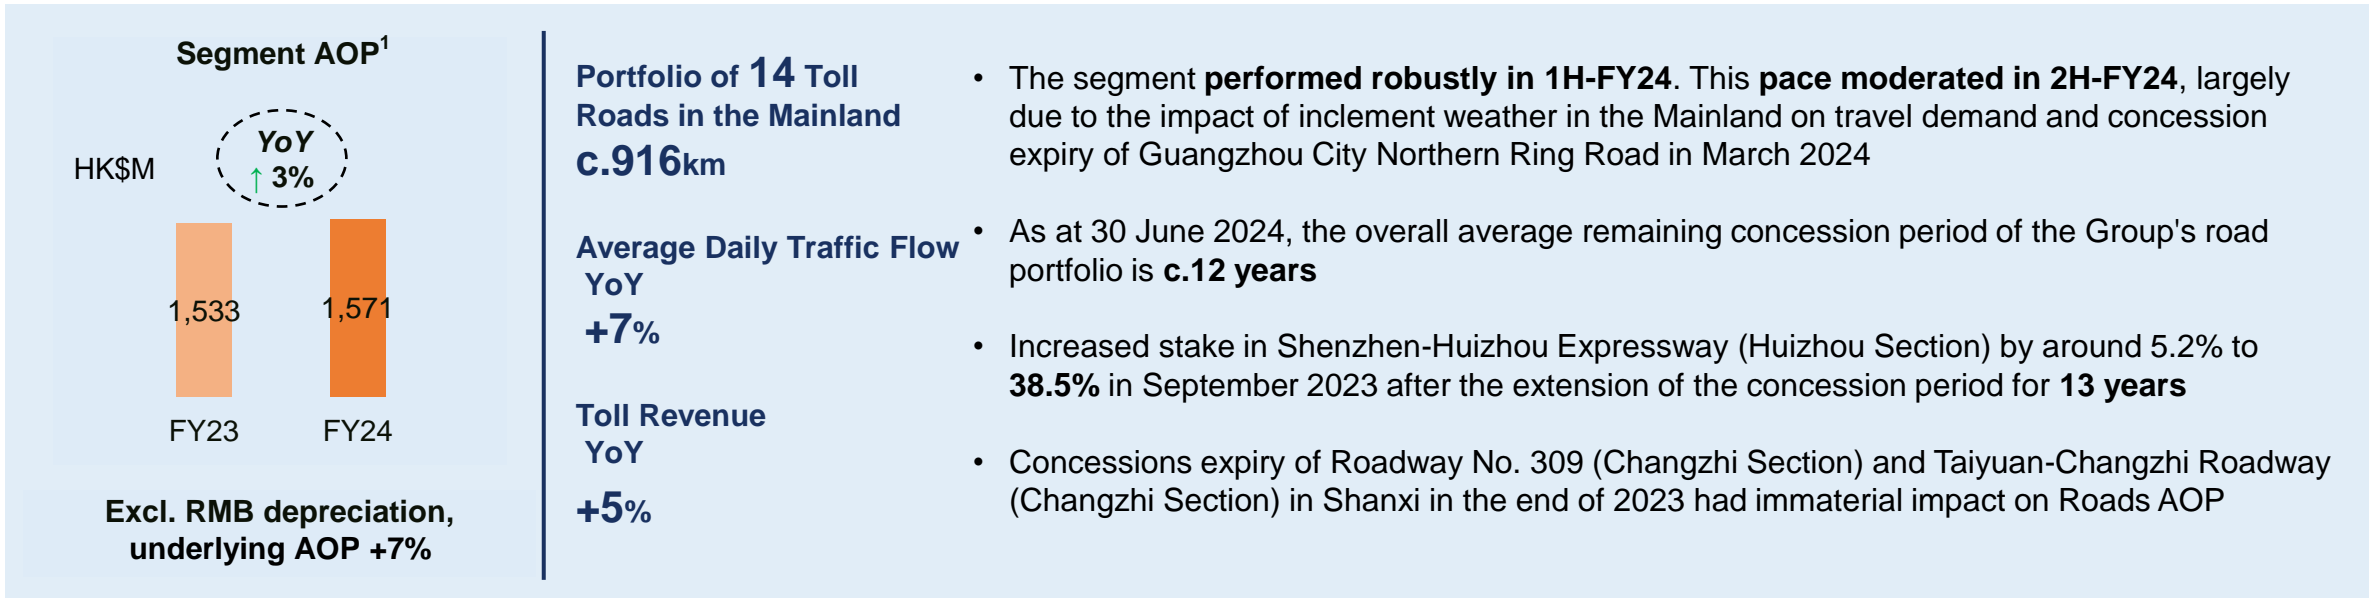 Segment AOP1
HK$M
YoY
↑ 3%
1,533
1,571
FY23
FY24
Excl. RMB depreciation,
underlying AOP +7%
Portfolio of 14 Toll
Roads in the Mainland
c.916km
Average Daily Traffic Flow
YoY
+7%
Toll Revenue
YoY
+5%
• The segment performed robustly in 1H-FY24. This pace moderated in 2H-FY24, largely
due to the impact of inclement weather in the Mainland on travel demand and concession
expiry of Guangzhou City Northern Ring Road in March 2024
• As at 30 June 2024, the overall average remaining concession period of the Group's road
portfolio is c.12 years
• Increased stake in Shenzhen-Huizhou Expressway (Huizhou Section) by around 5.2% to
38.5% in September 2023 after the extension of the concession period for 13 years
• Concessions expiry of Roadway No. 309 (Changzhi Section) and Taiyuan-Changzhi Roadway
(Changzhi Section) in Shanxi in the end of 2023 had immaterial impact on Roads AOP